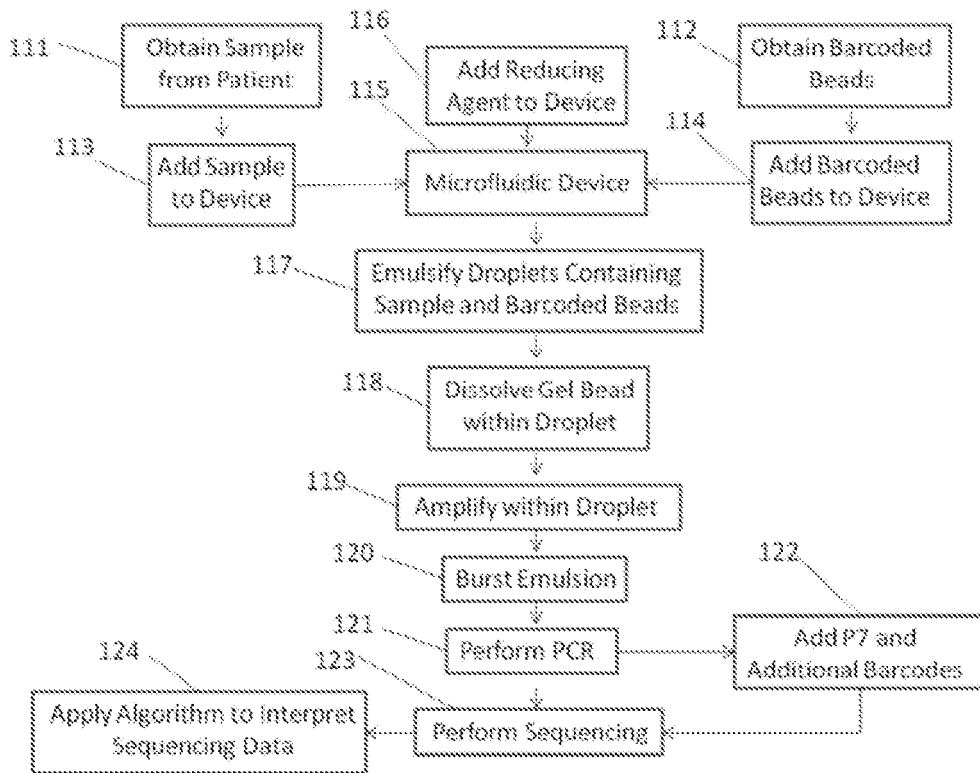 111
Obtain Sample
from Patient
116
Add Reducing
Agent to Device
112
Obtain Barcoded
Beads
113
Add Sample
to Device
115
Microfluidic Device
114
Add Barcoded
Beads to Device
117
Emulsify Droplets Containing
Sample and Barcoded Beads
118
Dissolve Gel Bead
within Droplet
119
Amplify within Droplet
120
Burst Emulsion
121
Perform PCR
122
Add P7 and
Additional Barcodes
123
Perform Sequencing
124
Apply Algorithm to Interpret
Sequencing Data